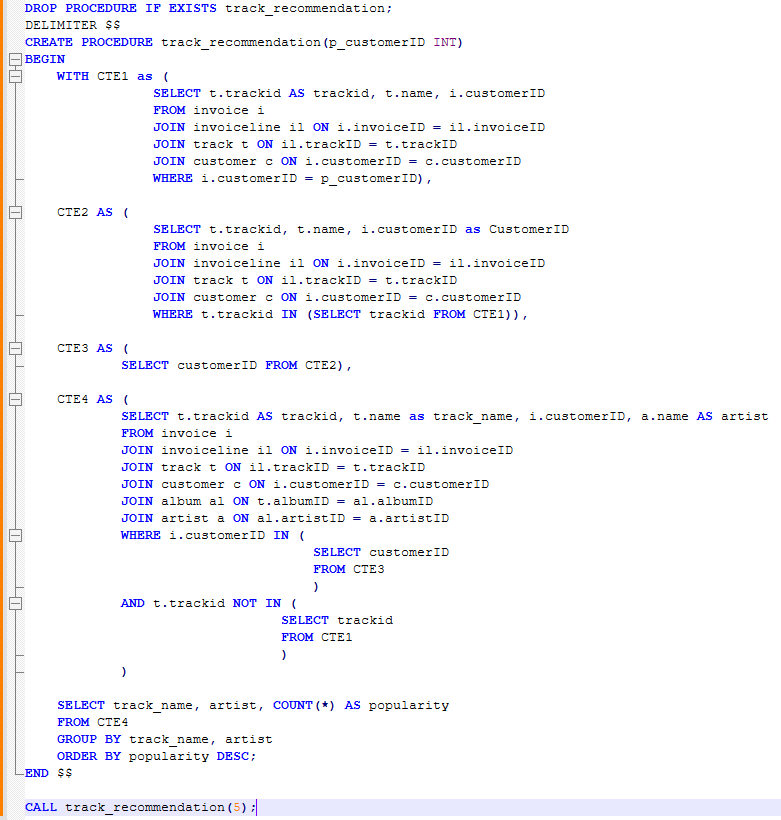 DROP PROCEDURE IF EXISTS track_recommendation;
DELIMITER $$
CREATE PROCEDURE track_recommendation(p_customerID INT)
BEGIN
    WITH CTE1 as (
                SELECT t.trackid AS trackid, t.name, i.customerID
                FROM invoice i
                JOIN invoiceline il ON i.invoiceID = il.invoiceID
                JOIN track t ON il.trackID = t.trackID
                JOIN customer c ON i.customerID = c.customerID
                WHERE i.customerID = p_customerID),

    CTE2 AS (
                SELECT t.trackid, t.name, i.customerID as CustomerID
                FROM invoice i
                JOIN invoiceline il ON i.invoiceID = il.invoiceID
                JOIN track t ON il.trackID = t.trackID
                JOIN customer c ON i.customerID = c.customerID
                WHERE t.trackid IN (SELECT trackid FROM CTE1)),

    CTE3 AS (
            SELECT customerID FROM CTE2),

    CTE4 AS (
            SELECT t.trackid AS trackid, t.name as track_name, i.customerID, a.name AS artist
            FROM invoice i
            JOIN invoiceline il ON i.invoiceID = il.invoiceID
            JOIN track t ON il.trackID = t.trackID
            JOIN customer c ON i.customerID = c.customerID
            JOIN album al ON t.albumID = al.albumID
            JOIN artist a ON al.artistID = a.artistID
            WHERE i.customerID IN (
                                    SELECT customerID
                                    FROM CTE3
                                    )
            AND t.trackid NOT IN (
                                SELECT trackid
                                FROM CTE1
                                )
            )

    SELECT track_name, artist, COUNT(*) AS popularity
    FROM CTE4
    GROUP BY track_name, artist
    ORDER BY popularity DESC;
END $$

CALL track_recommendation(5);